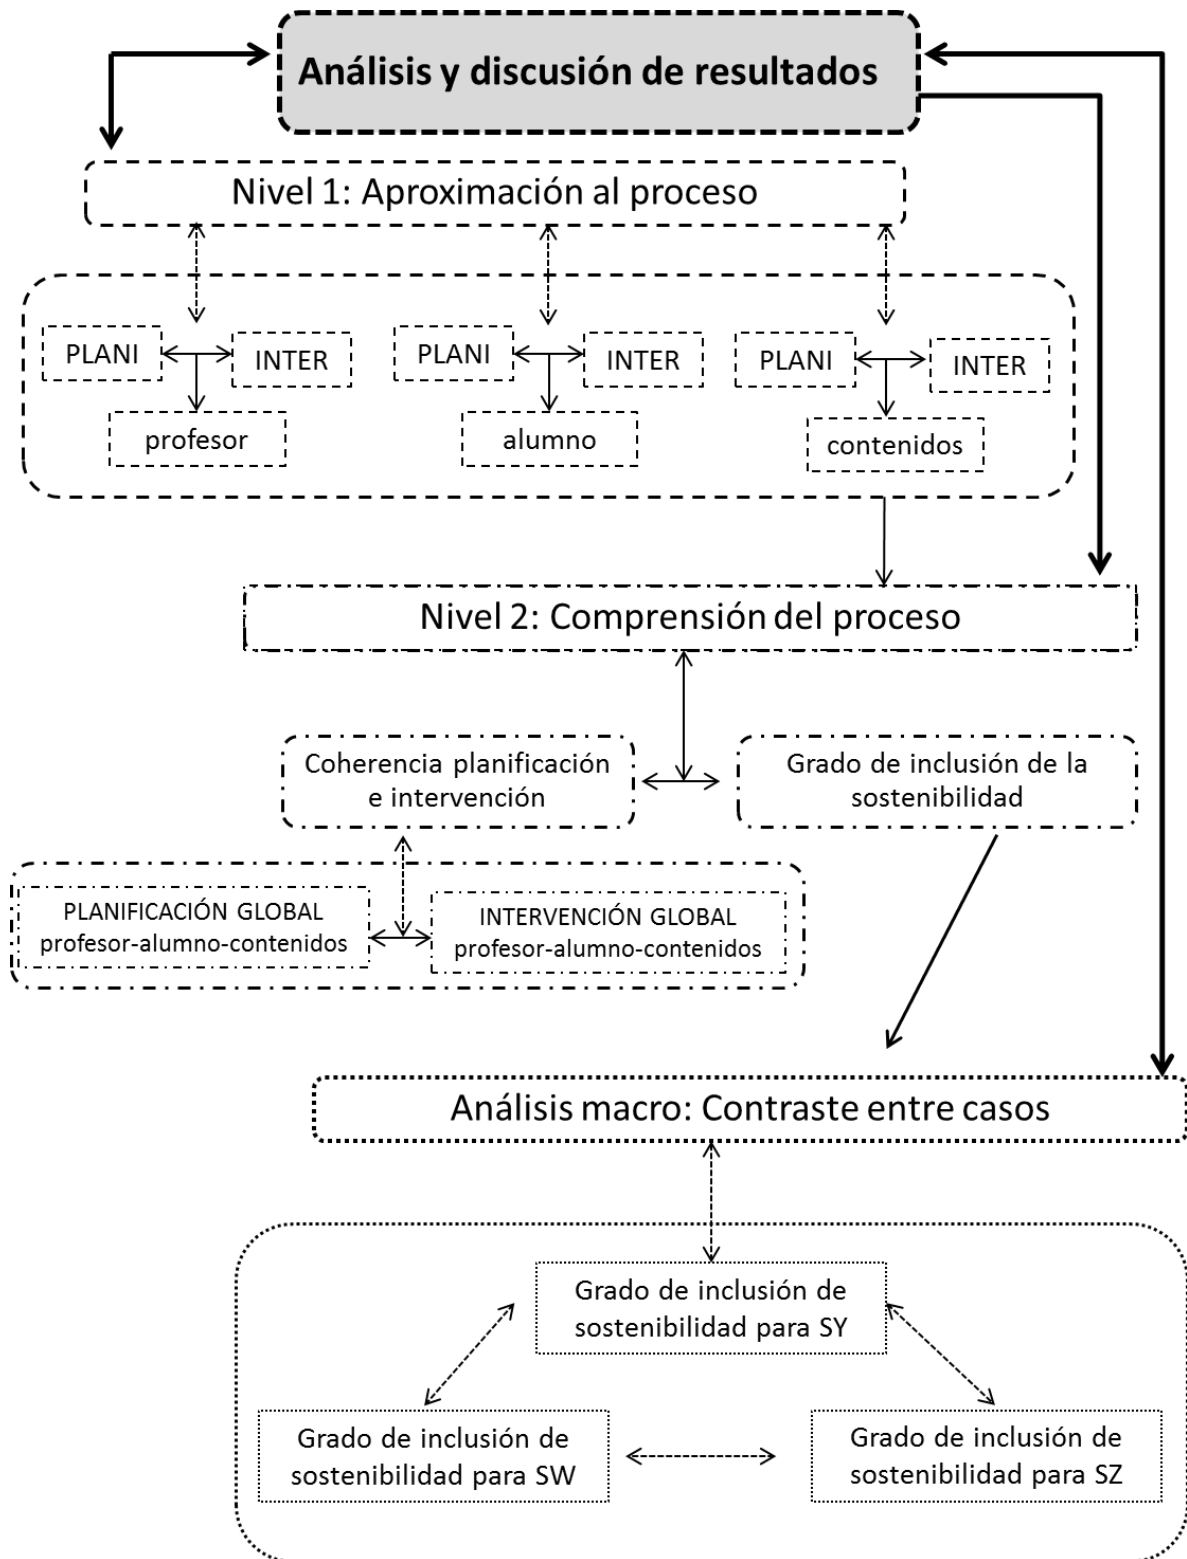 Análisis y discusión de resultados
Nivel 1: Aproximación al proceso
PLANI
INTER
profesor
PLANI
INTER
alumno
PLANI
INTER
contenidos
Nivel 2: Comprensión del proceso
Coherencia planificación
e intervención
Grado de inclusión de la
sostenibilidad
PLANIFICACIÓN GLOBAL
profesor-alumno-contenidos
INTERVENCIÓN GLOBAL
profesor-alumno-contenidos
Análisis macro: Contraste entre casos
Grado de inclusión de
sostenibilidad para SY
Grado de inclusión de
sostenibilidad para SW
Grado de inclusión de
sostenibilidad para SZ